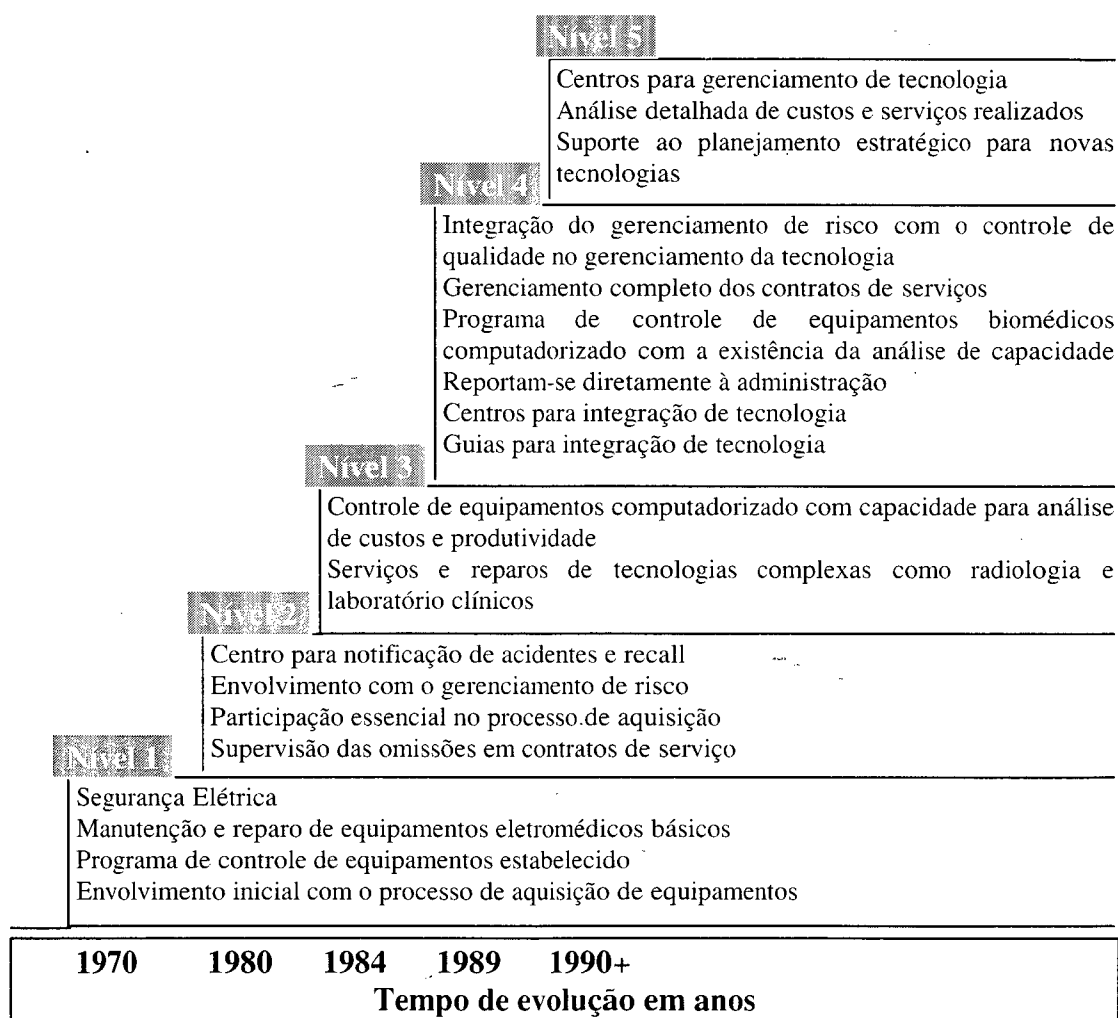 Nível 5
Centros para gerenciamento de tecnologia
Análise detalhada de custos e serviços realizados
Suporte ao planejamento estratégico para novas
tecnologias
Nível 4
Integração do gerenciamento de risco com o controle de
qualidade no gerenciamento da tecnologia
Gerenciamento completo dos contratos de serviços
Programa de controle de equipamentos biomédicos
computadorizado com a existência da análise de capacidade
Reportam-se diretamente à administração
Centros para integração de tecnologia
Guias para integração de tecnologia
Nível 3
Controle de equipamentos computadorizado com capacidade para análise
de custos e produtividade
Serviços e reparos de tecnologias complexas como radiologia e
laboratório clínicos
Nível 2
Centro para notificação de acidentes e recall
Envolvimento com o gerenciamento de risco
Participação essencial no processo de aquisição
Supervisão das omissões em contratos de serviço
Nível 1
Segurança Elétrica
Manutenção e reparo de equipamentos eletromédicos básicos
Programa de controle de equipamentos estabelecido
Envolvimento inicial com o processo de aquisição de equipamentos
1970 1980 1984 1989 1990+
Tempo de evolução em anos